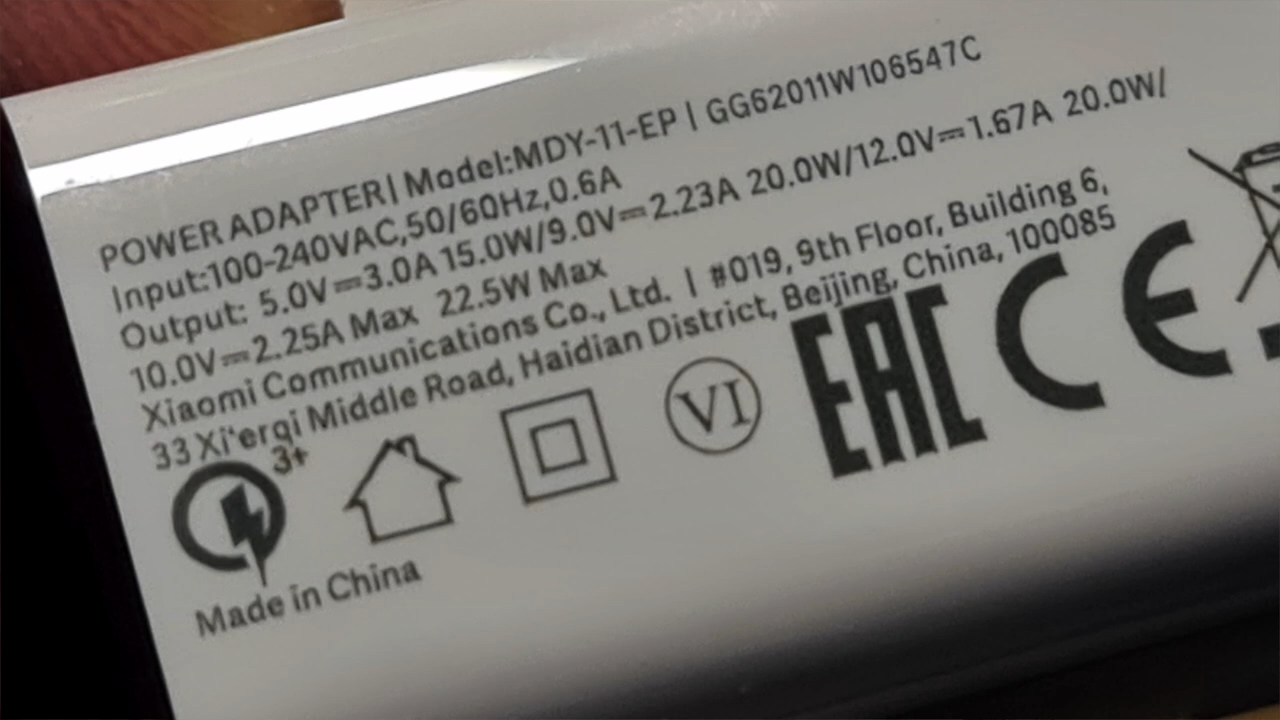 POWER ADAPTER | Model:MDY-11-EP | GG62011W106547C
Input:100-240VAC,50/60Hz,0.6A
Output: 5.0V⎓3.0A 15.0W/9.0V⎓2.23A 20.0W/12.0V⎓1.67A 20.0W/
10.0V⎓2.25A Max 22.5W Max
Xiaomi Communications Co., Ltd. | #019, 9th Floor, Building 6,
33 Xi'erqi Middle Road, Haidian District, Beijing, China, 100085
3+
VI
EAC
CE
Made in China